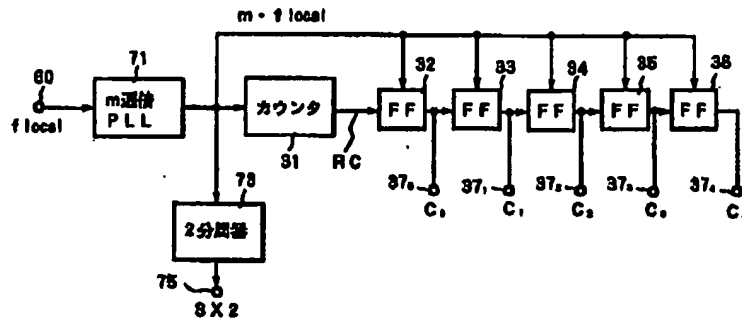 m・f local
60
f local
71
m逓倍
PLL
カウンタ
31
RC
32
FF
33
FF
34
FF
35
FF
36
FF
37₀
C₀
37₁
C₁
37₂
C₂
37₃
C₃
37₄
C
73
2分周器
75
SX2